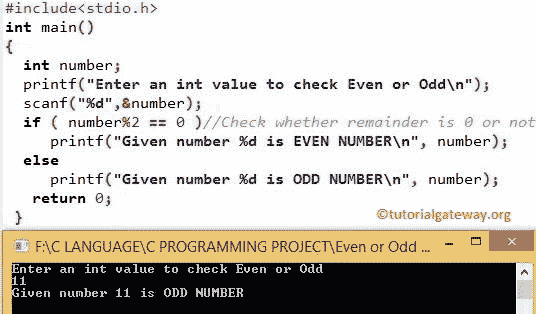 #include<stdio.h>
int main()
{
int number;
printf("Enter an int value to check Even or Odd\n");
scanf("%d",&number);
if ( number%2 == 0 )//Check whether remainder is 0 or not
printf("Given number %d is EVEN NUMBER\n", number);
else
printf("Given number %d is ODD NUMBER\n", number);
return 0;
}
©tutorialgateway.org
F:\C LANGUAGE\C PROGRAMMING PROJECT\Even or Odd ...
Enter an int value to check Even or Odd
11
Given number 11 is ODD NUMBER